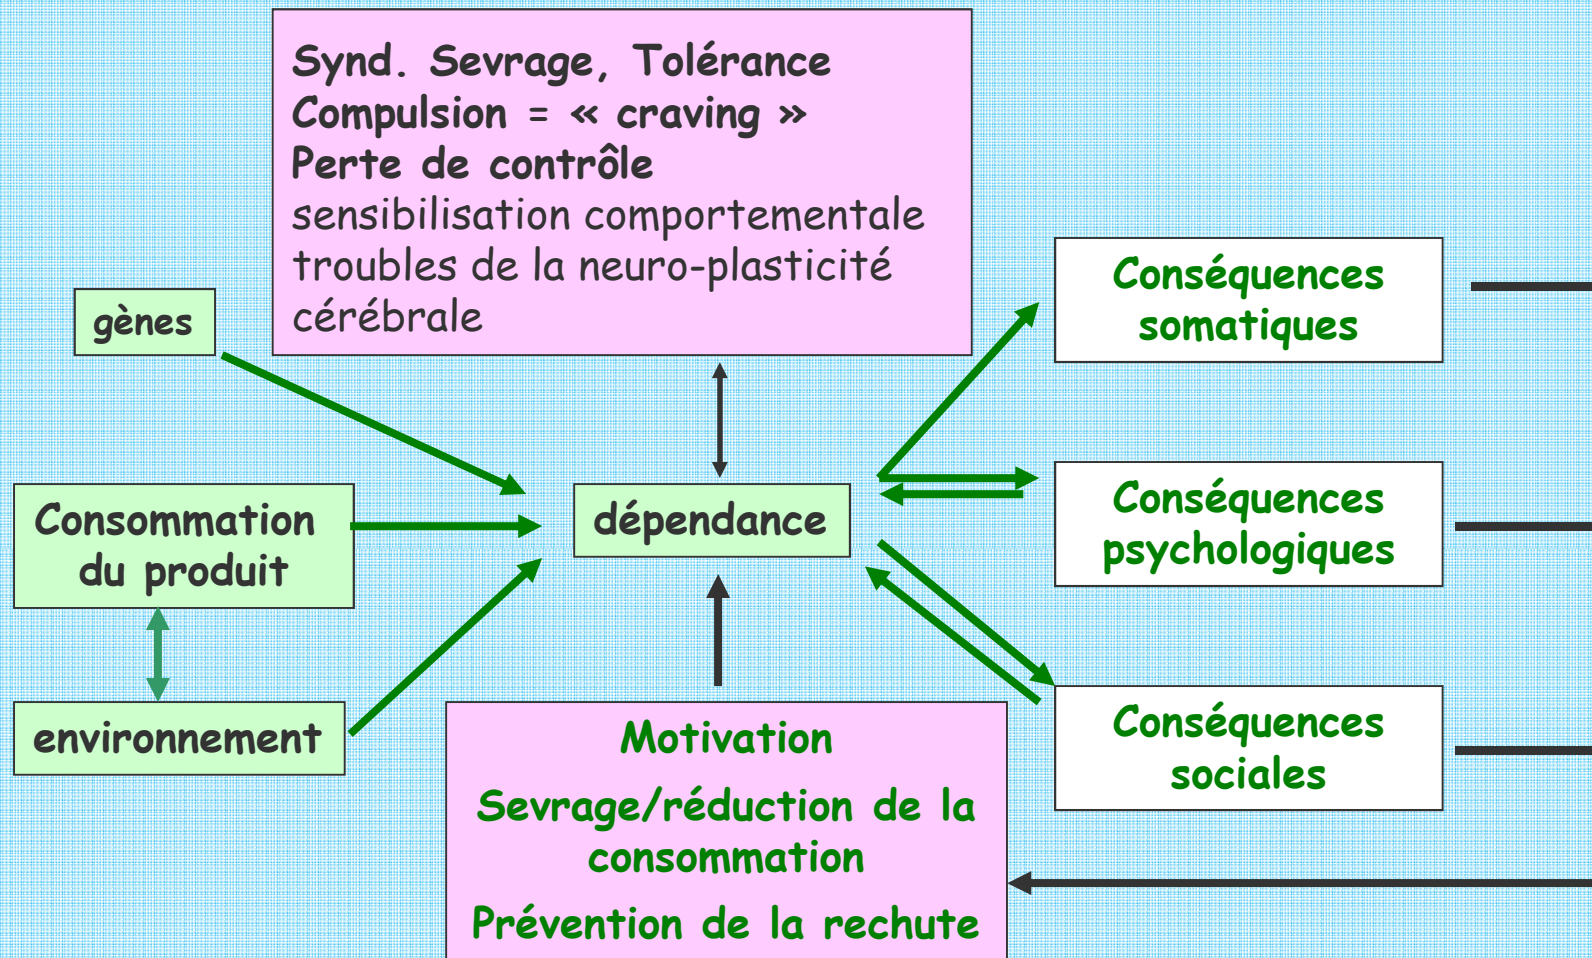 Synd. Sevrage, Tolérance
Compulsion = « craving »
Perte de contrôle
sensibilisation comportementale
troubles de la neuro-plasticité
cérébrale
gènes
Consommation
du produit
environnement
dépendance
Conséquences
somatiques
Conséquences
psychologiques
Conséquences
sociales
Motivation
Sevrage/réduction de la
consommation
Prévention de la rechute